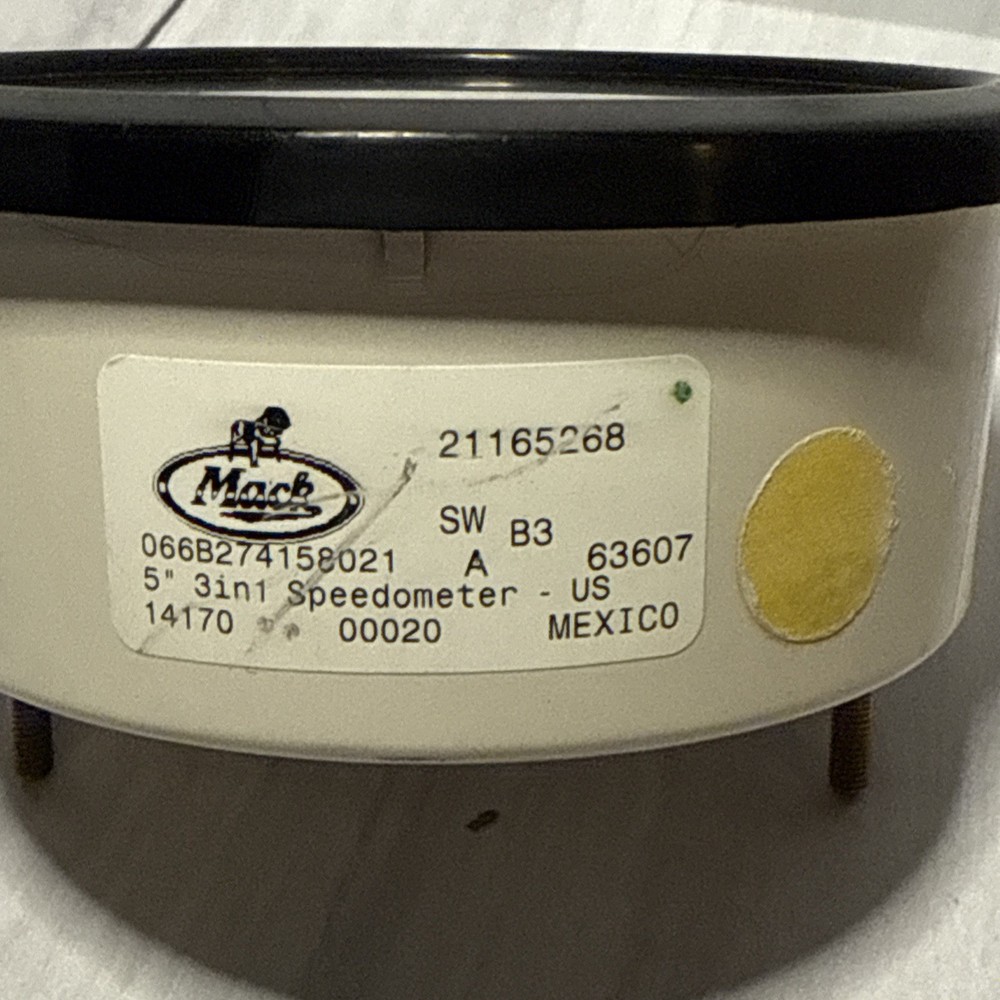 21165268
Mack
SW B3
066B274158021 A 63607
5" 3in1 Speedometer - US
14170 00020 MEXICO